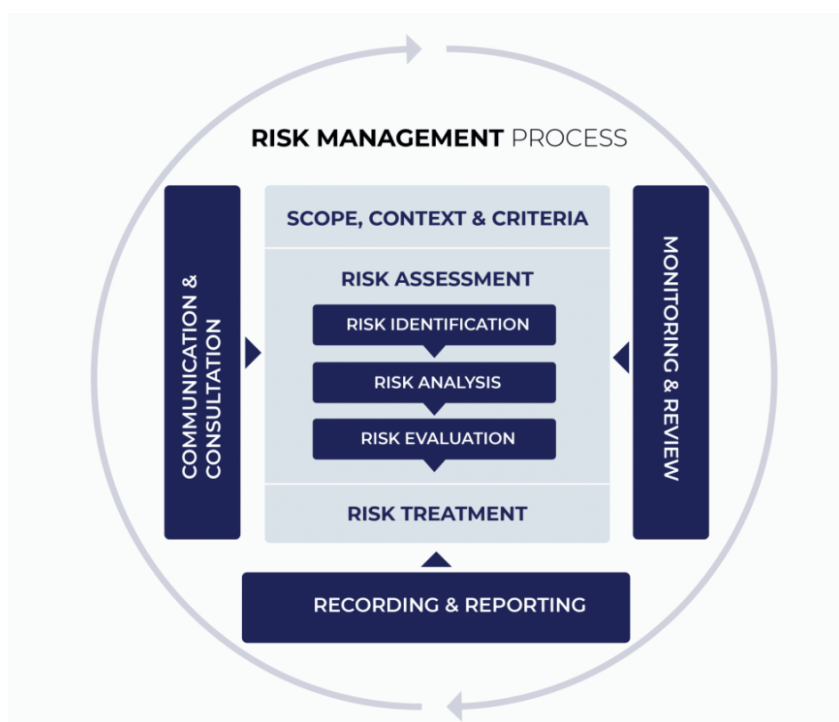 RISK MANAGEMENT PROCESS
SCOPE, CONTEXT & CRITERIA
RISK ASSESSMENT
RISK IDENTIFICATION
RISK ANALYSIS
RISK EVALUATION
RISK TREATMENT
COMMUNICATION &
CONSULTATION
MONITORING & REVIEW
RECORDING & REPORTING